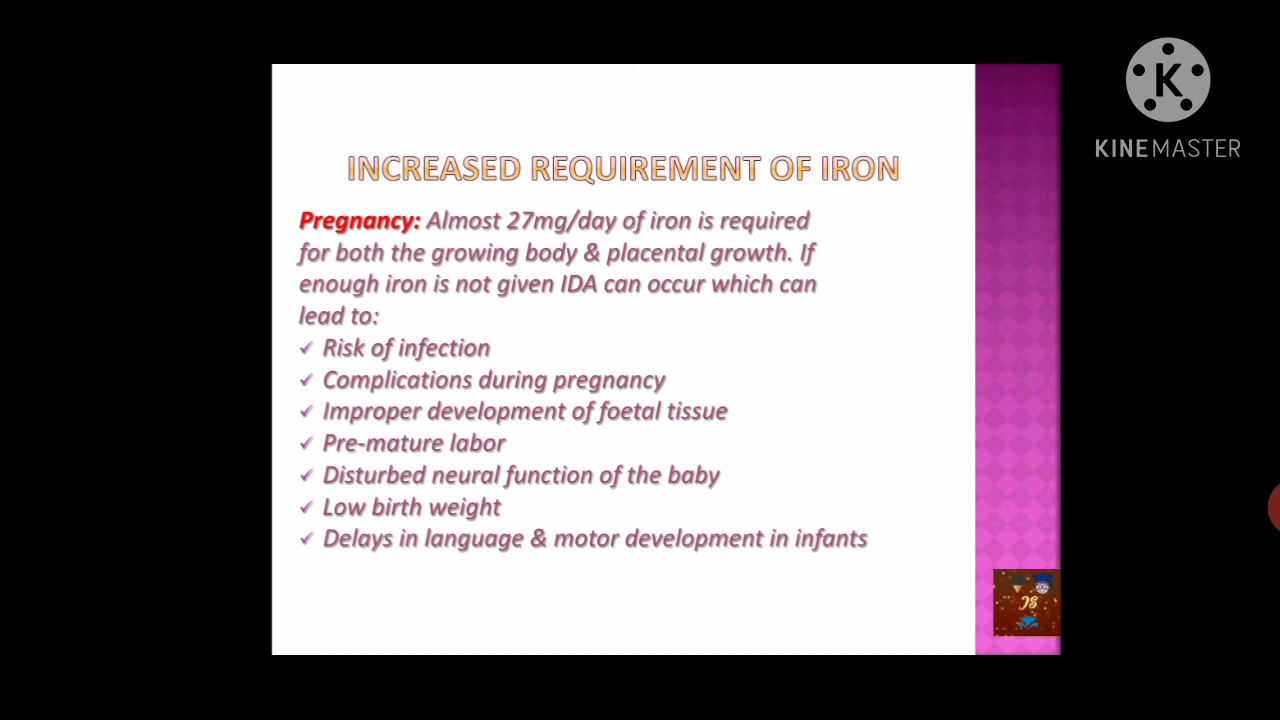 K
KINEMASTER
INCREASED REQUIREMENT OF IRON
Pregnancy: Almost 27mg/day of iron is required
for both the growing body & placental growth. If
enough iron is not given IDA can occur which can
lead to:
✓ Risk of infection
✓ Complications during pregnancy
✓ Improper development of foetal tissue
✓ Pre-mature labor
✓ Disturbed neural function of the baby
✓ Low birth weight
✓ Delays in language & motor development in infants
JS